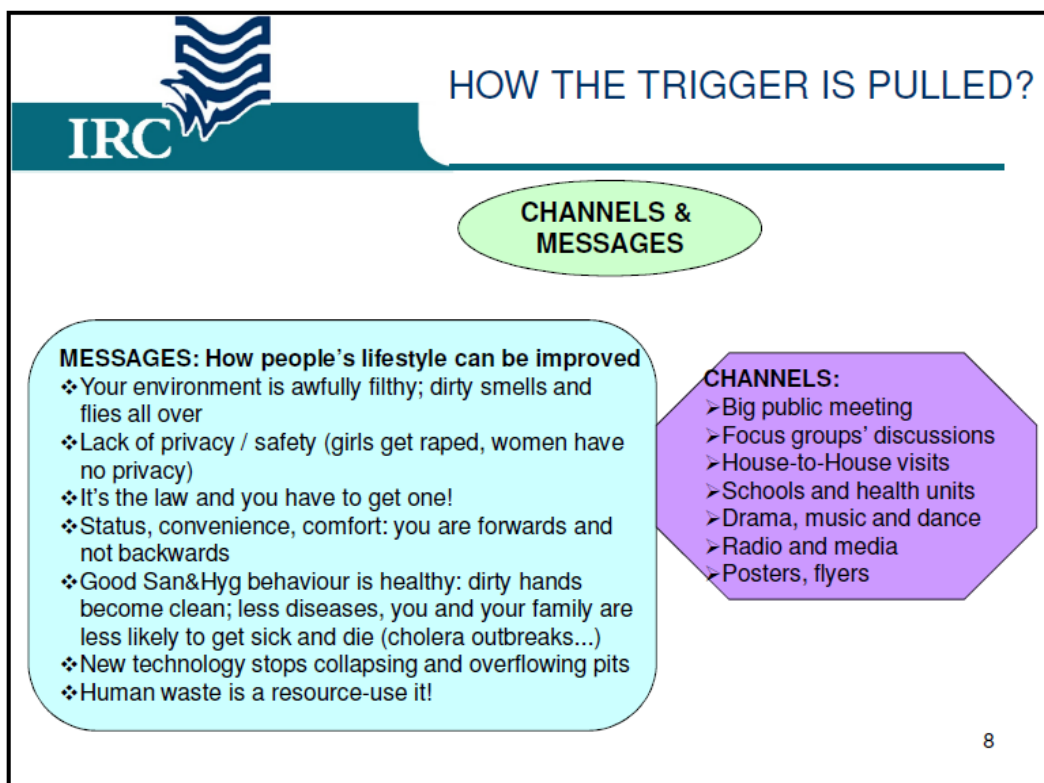 IRC
HOW THE TRIGGER IS PULLED?
CHANNELS &
MESSAGES
MESSAGES: How people's lifestyle can be improved
❖Your environment is awfully filthy; dirty smells and
flies all over
❖Lack of privacy / safety (girls get raped, women have
no privacy)
❖It's the law and you have to get one!
❖Status, convenience, comfort: you are forwards and
not backwards
❖Good San&Hyg behaviour is healthy: dirty hands
become clean; less diseases, you and your family are
less likely to get sick and die (cholera outbreaks...)
❖New technology stops collapsing and overflowing pits
❖Human waste is a resource-use it!
CHANNELS:
➢Big public meeting
➢Focus groups' discussions
➢House-to-House visits
➢Schools and health units
➢Drama, music and dance
➢Radio and media
➢Posters, flyers
8